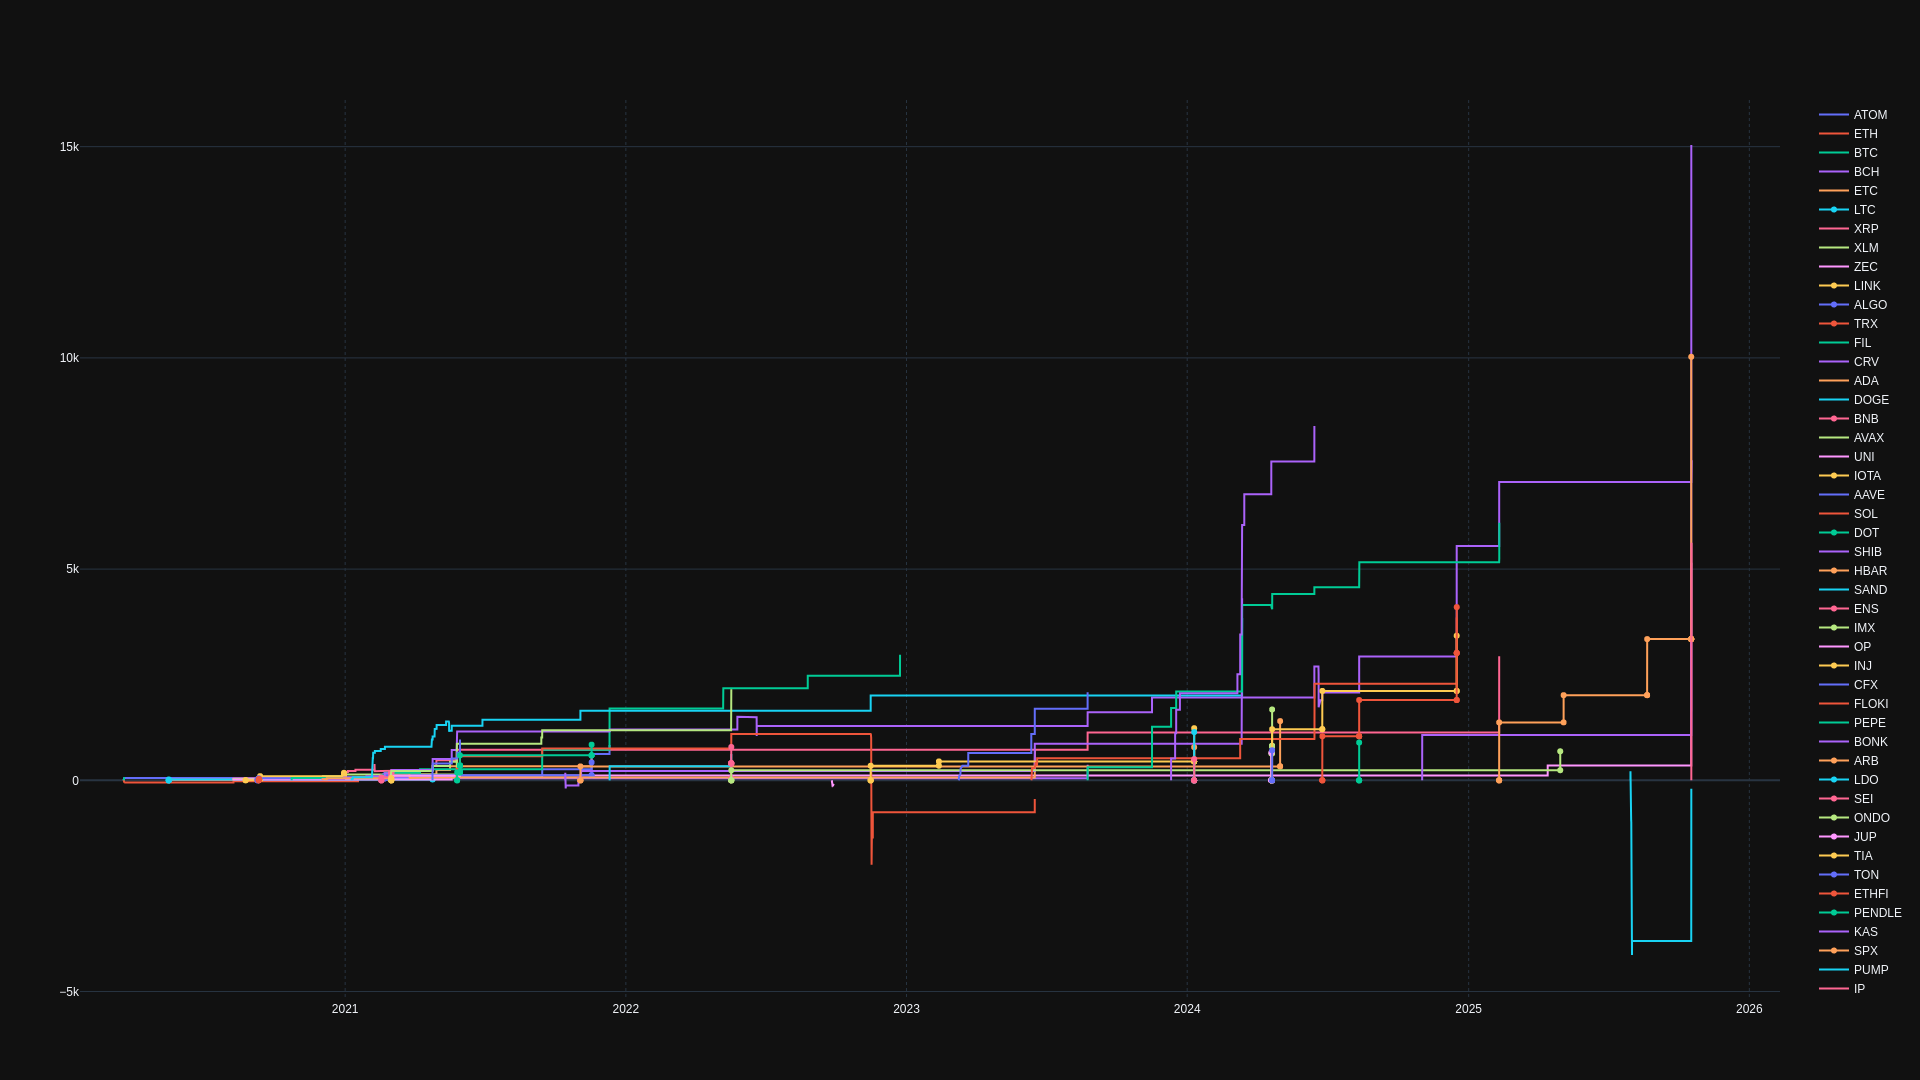 15k
10k
5k
0
−5k
2021
2022
2023
2024
2025
2026
ATOM
ETH
BTC
BCH
ETC
LTC
XRP
XLM
ZEC
LINK
ALGO
TRX
FIL
CRV
ADA
DOGE
BNB
AVAX
UNI
IOTA
AAVE
SOL
DOT
SHIB
HBAR
SAND
ENS
IMX
OP
INJ
CFX
FLOKI
PEPE
BONK
ARB
LDO
SEI
ONDO
JUP
TIA
TON
ETHFI
PENDLE
KAS
SPX
PUMP
IP